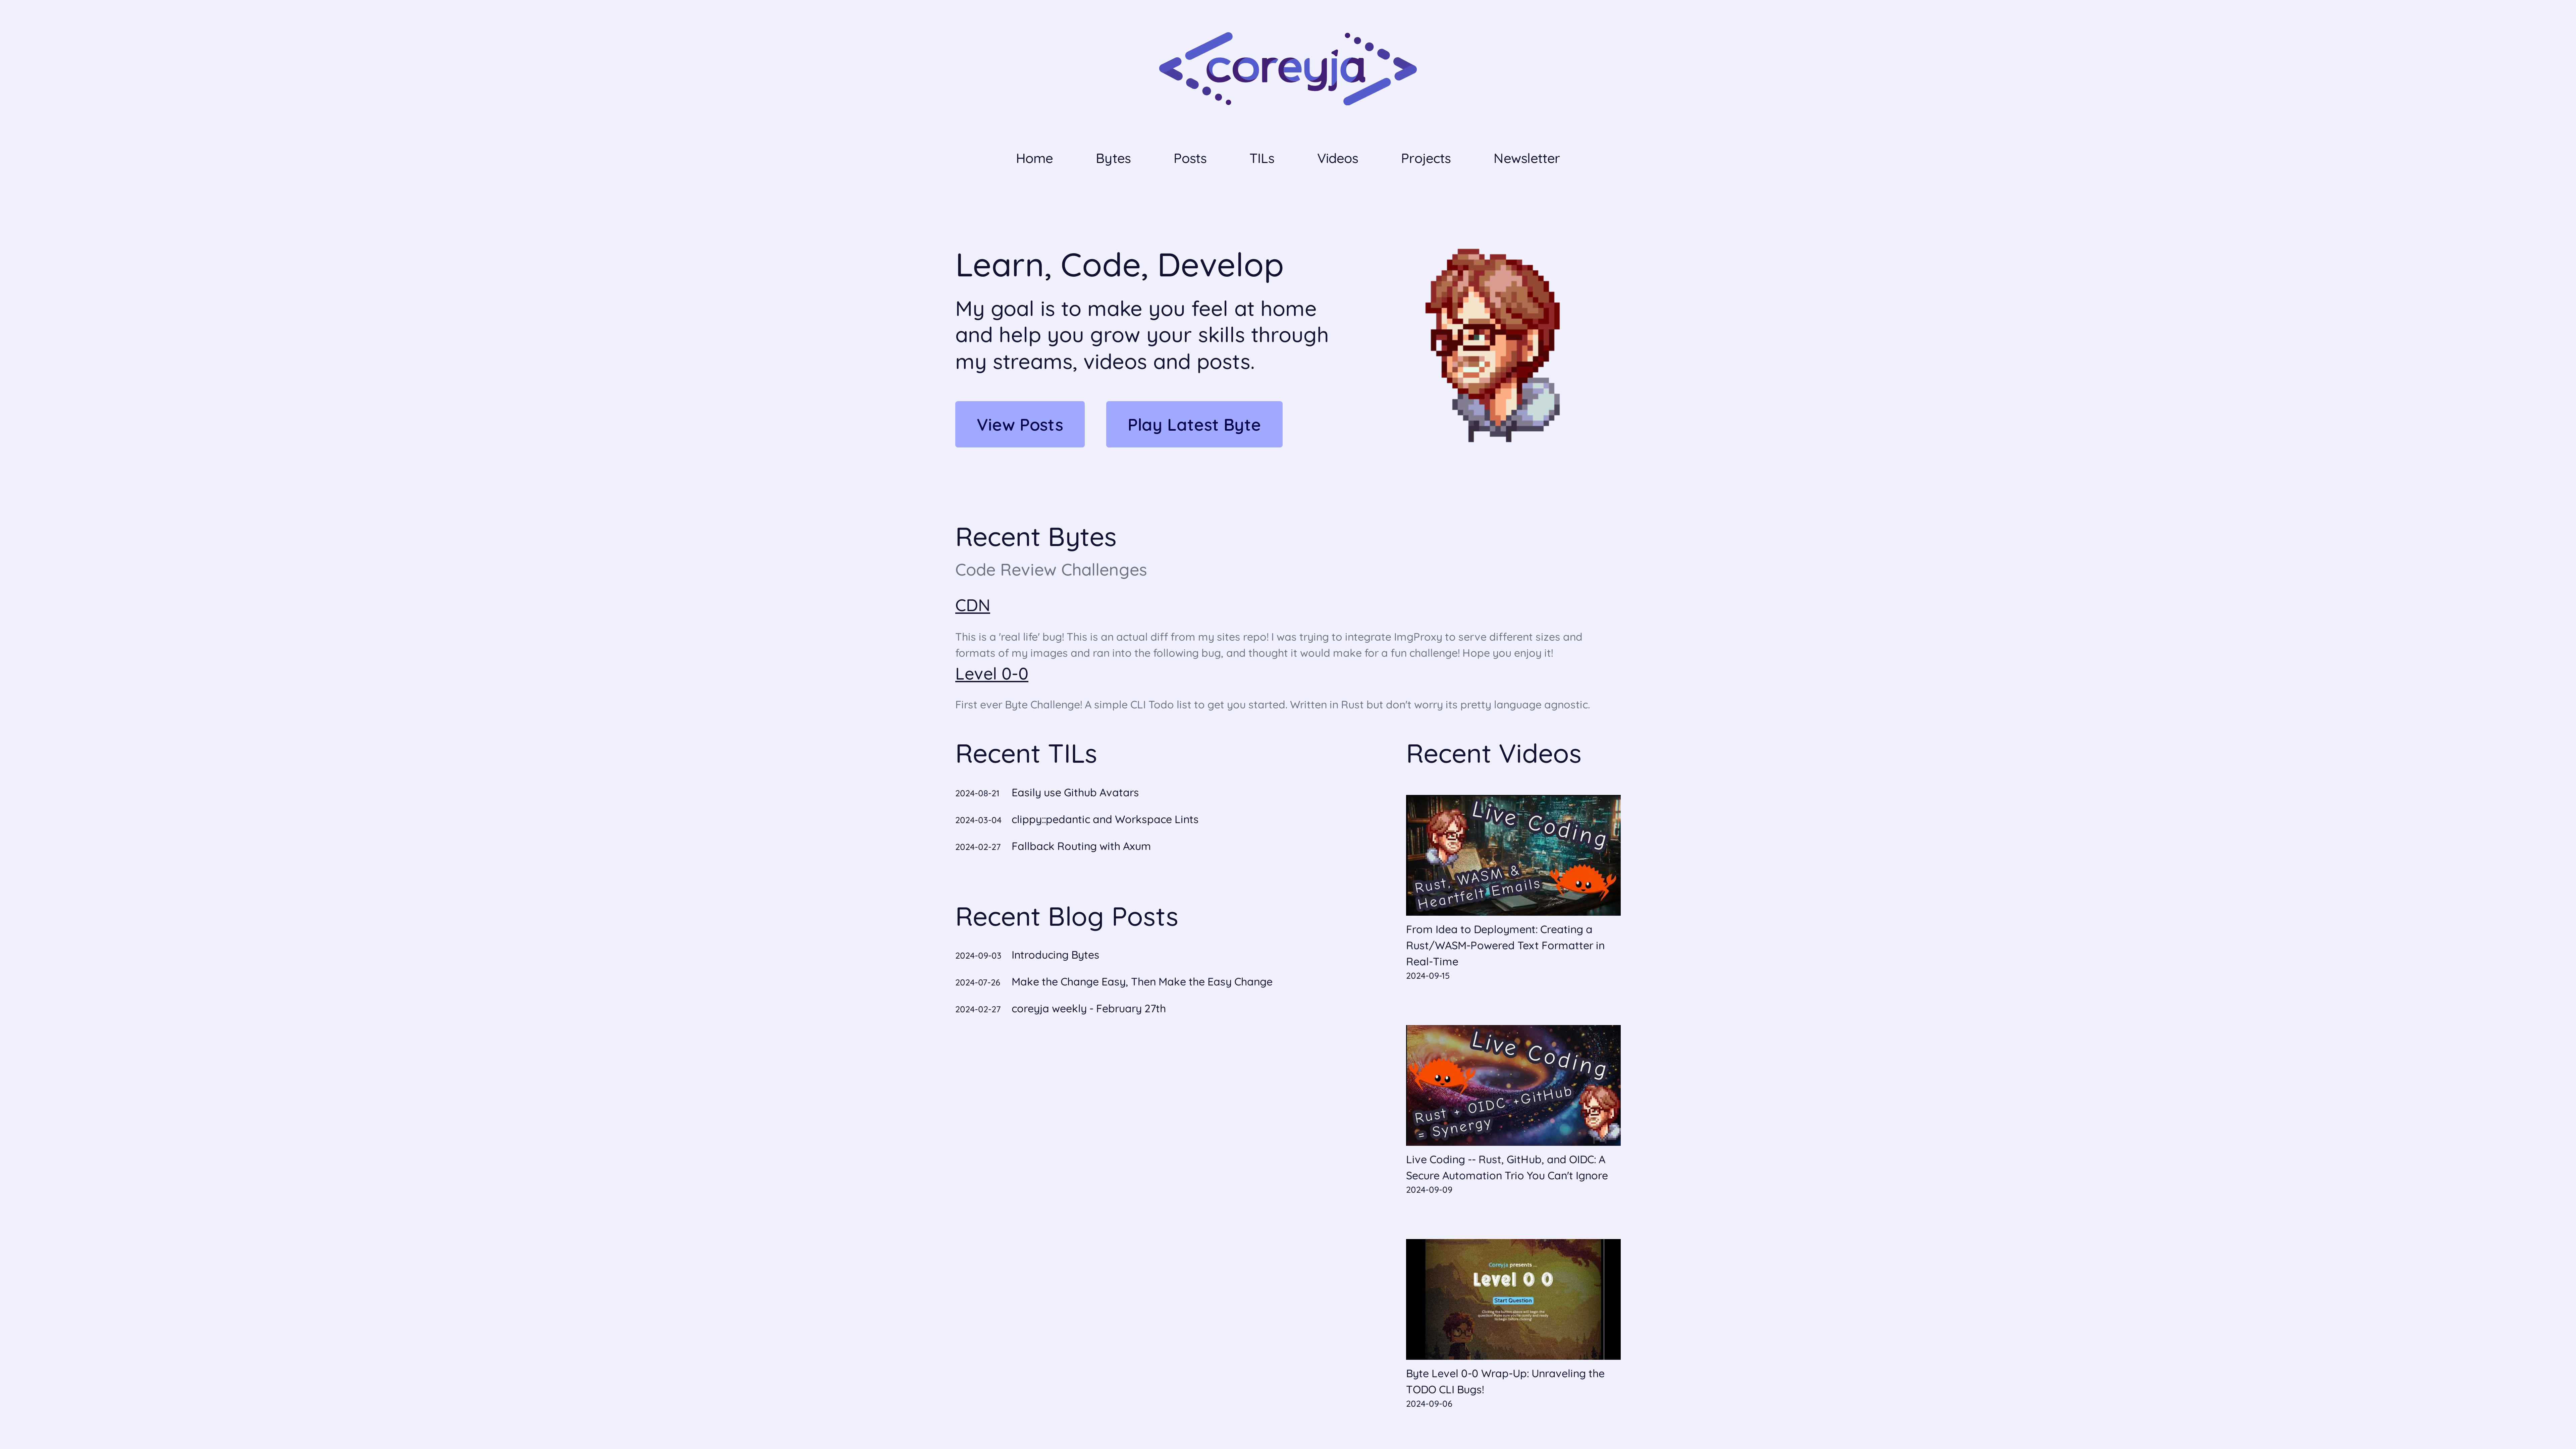 coreyja
Home Bytes Posts TILs Videos Projects Newsletter
Learn, Code, Develop
My goal is to make you feel at home
and help you grow your skills through
my streams, videos and posts.
View Posts Play Latest Byte
Recent Bytes
Code Review Challenges
CDN
This is a 'real life' bug! This is an actual diff from my sites repo! I was trying to integrate ImgProxy to serve different sizes and
formats of my images and ran into the following bug, and thought it would make for a fun challenge! Hope you enjoy it!
Level 0-0
First ever Byte Challenge! A simple CLI Todo list to get you started. Written in Rust but don't worry its pretty language agnostic.
Recent TILs
2024-08-21 Easily use Github Avatars
2024-03-04 clippy::pedantic and Workspace Lints
2024-02-27 Fallback Routing with Axum
Recent Blog Posts
2024-09-03 Introducing Bytes
2024-07-26 Make the Change Easy, Then Make the Easy Change
2024-02-27 coreyja weekly - February 27th
Recent Videos
Live Coding
Rust, WASM &
Heartfelt Emails
From Idea to Deployment: Creating a
Rust/WASM-Powered Text Formatter in
Real-Time
2024-09-15
Live Coding
Rust + OIDC +GitHub
= Synergy
Live Coding -- Rust, GitHub, and OIDC: A
Secure Automation Trio You Can't Ignore
2024-09-09
Coreyja presents...
Level 0 0
Start Question
Byte Level 0-0 Wrap-Up: Unraveling the
TODO CLI Bugs!
2024-09-06